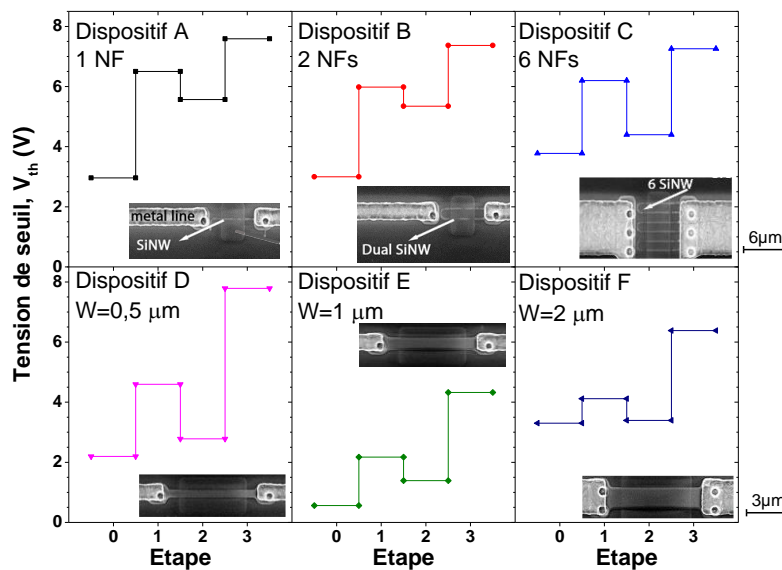 Dispositif A
1 NF
Dispositif B
2 NFs
Dispositif C
6 NFs
8
6
4
2
0
metal line
SiNW
Dual SiNW
6 SiNW
6µm
Dispositif D
W=0,5 µm
Dispositif E
W=1 µm
Dispositif F
W=2 µm
8
6
4
2
0
3µm
0 1 2 3
0 1 2 3
0 1 2 3
Etape
Etape
Etape
Tension de seuil, Vth (V)